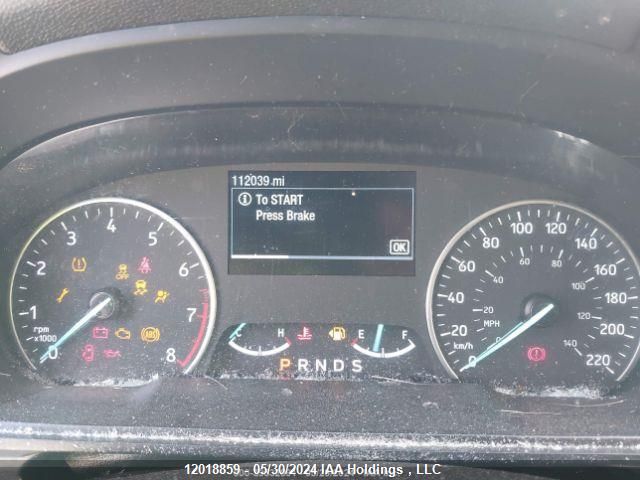 112039 mi
To START
Press Brake
OK
0 1 2 3 4 5 6 7 8
rpm
x1000
ABS
H E F
P R N D S
0 20 40 60 80 100 120 140 160 180 200 220
20 40 60 80 100 120 140
MPH
km/h
12018859 - 05/30/2024 IAA Holdings , LLC